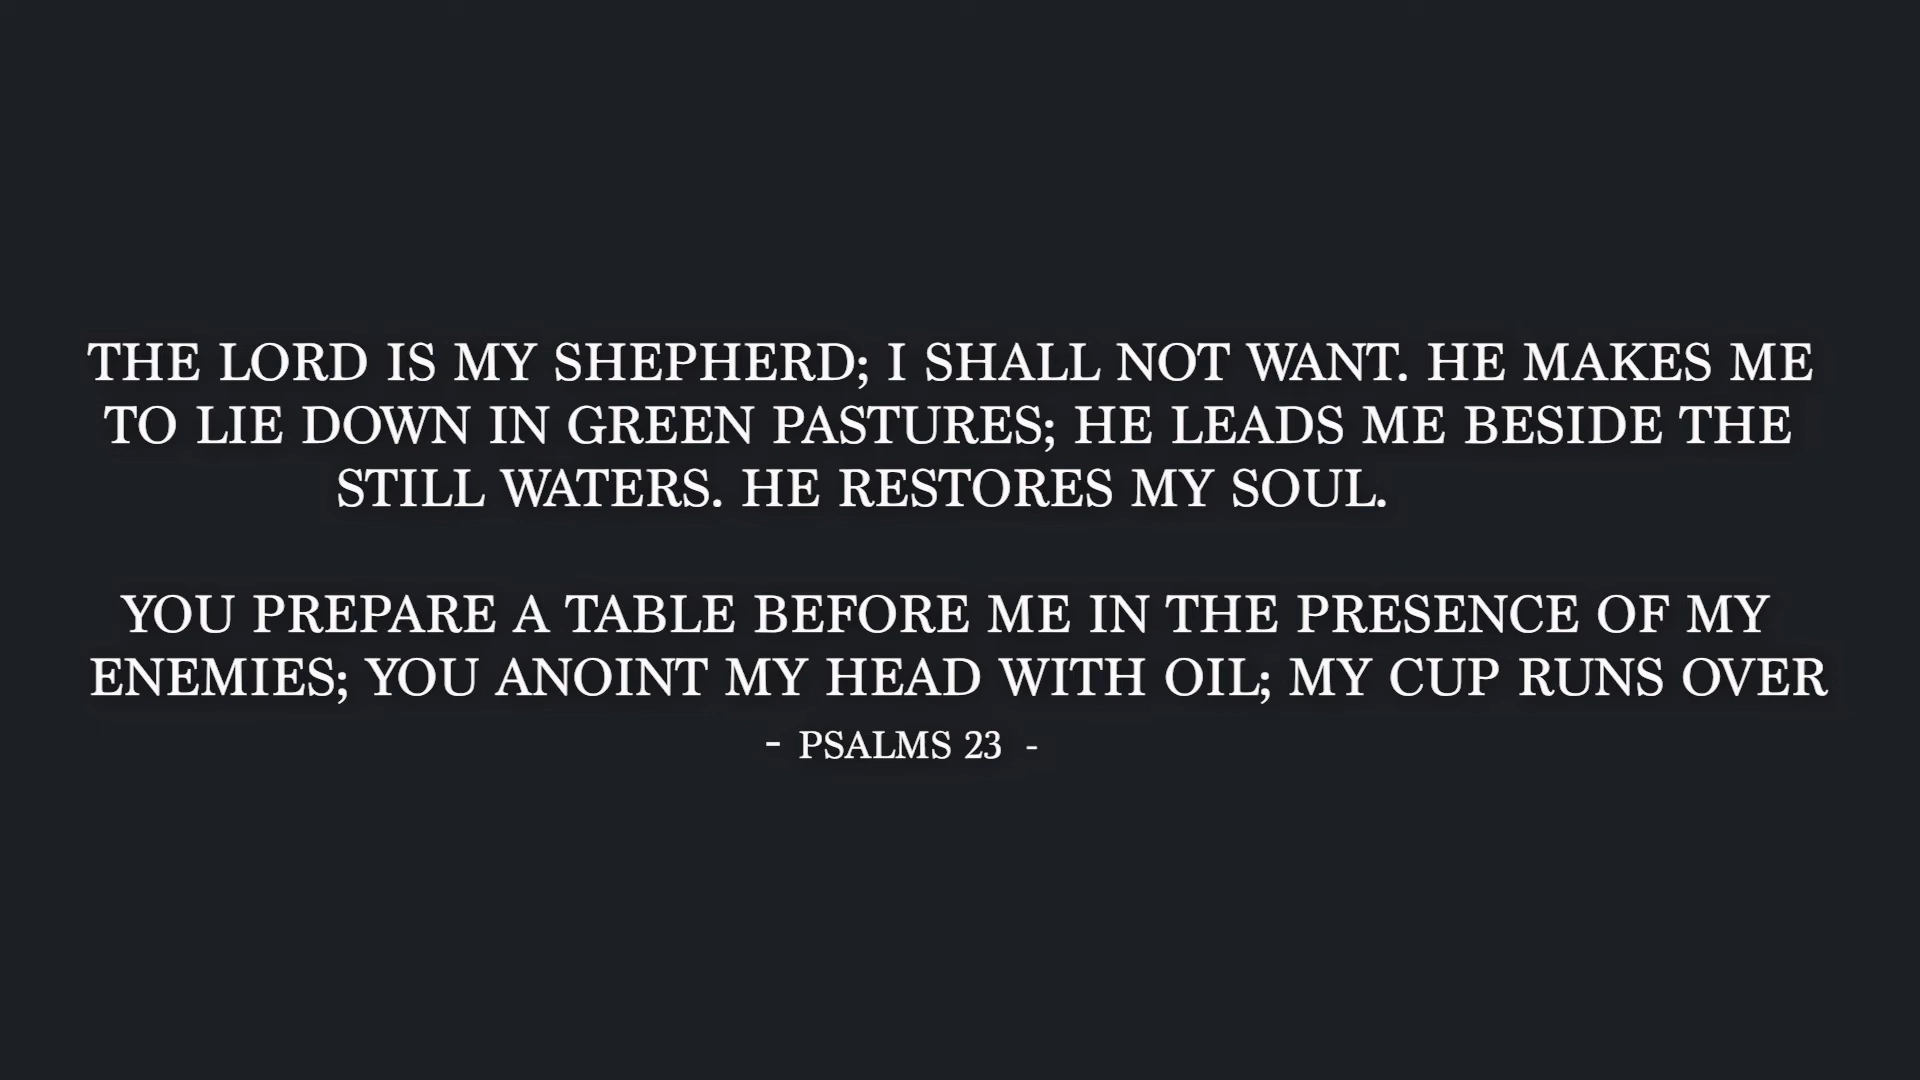 THE LORD IS MY SHEPHERD; I SHALL NOT WANT. HE MAKES ME
TO LIE DOWN IN GREEN PASTURES; HE LEADS ME BESIDE THE
STILL WATERS. HE RESTORES MY SOUL.
YOU PREPARE A TABLE BEFORE ME IN THE PRESENCE OF MY
ENEMIES; YOU ANOINT MY HEAD WITH OIL; MY CUP RUNS OVER
- PSALMS 23 -